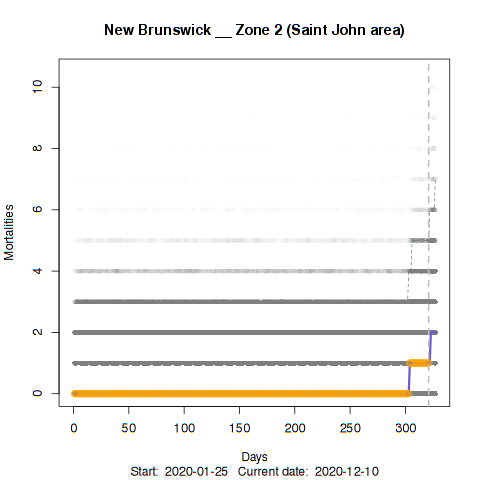 New Brunswick __ Zone 2 (Saint John area)
Mortalities
10
8
6
4
2
0
0 50 100 150 200 250 300
Days
Start: 2020-01-25 Current date: 2020-12-10